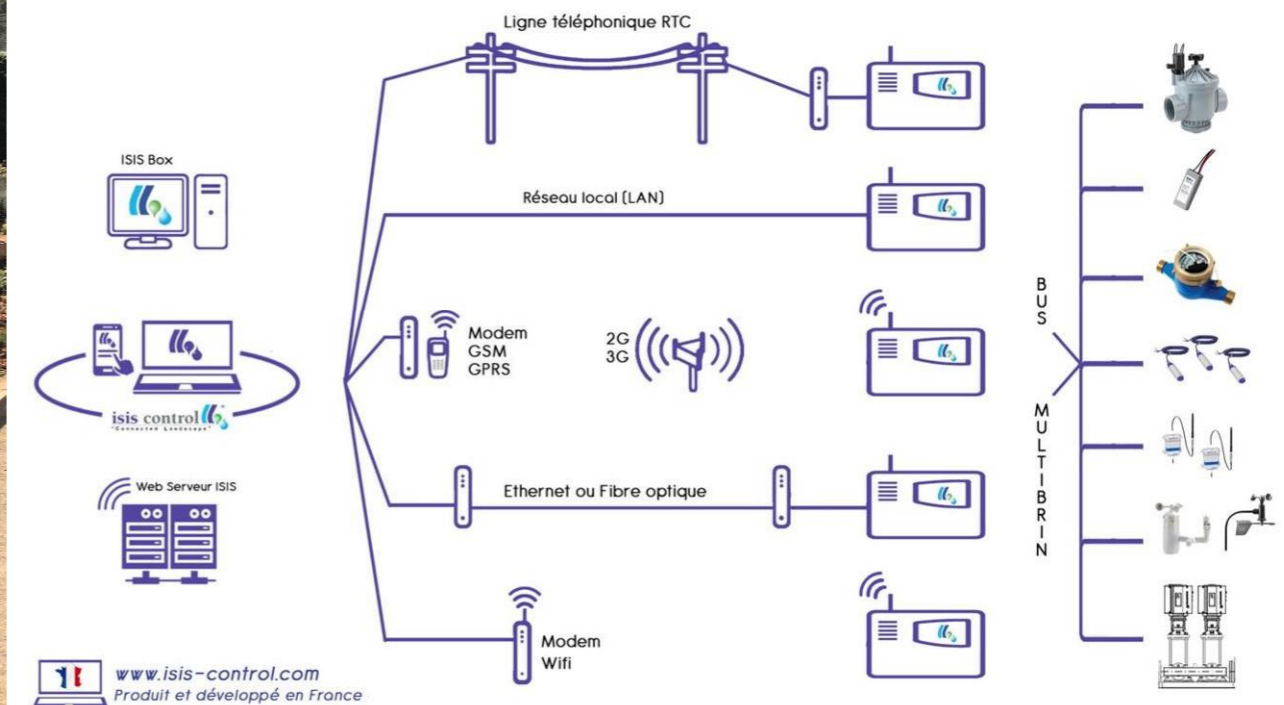 Ligne téléphonique RTC
ISIS Box
Réseau local (LAN)
Modem
GSM
GPRS
2G
3G
isis control
"Connected Landscape"
Web Serveur ISIS
Ethernet ou Fibre optique
Modem
Wifi
BUS
MULTIBRIN
www.isis-control.com
Produit et développé en France